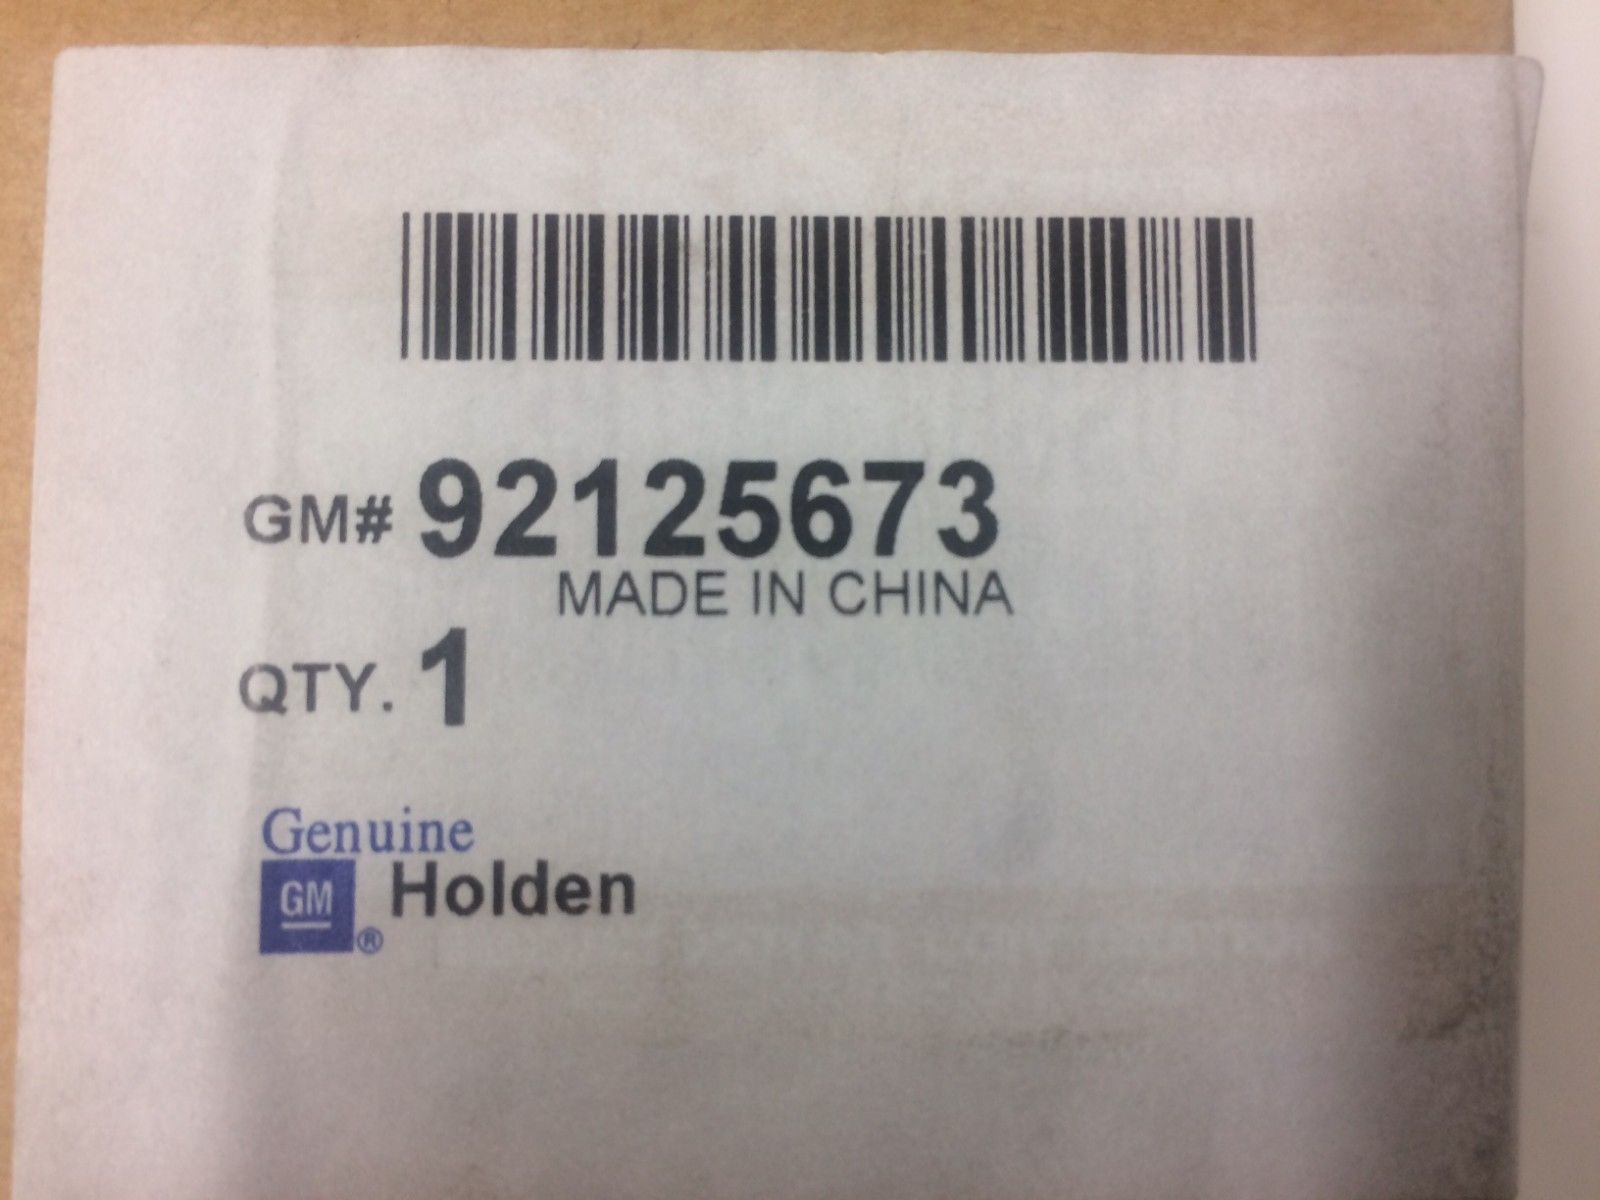 GM# 92125673
MADE IN CHINA
QTY. 1
Genuine
GM ® Holden